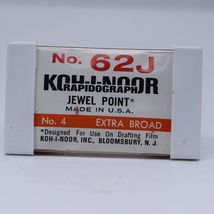 No. 62J
KOH-I-NOOR
RAPIDOGRAPH
JEWEL POINT*
MADE IN U.S.A.
No. 4 EXTRA BROAD
*Designed For Use On Drafting Film
KOH-I-NOOR, INC., BLOOMSBURY, N. J.